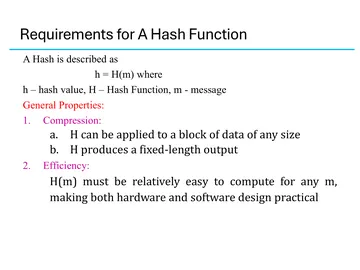 Requirements for A Hash Function
A Hash is described as
h = H(m) where
h – hash value, H – Hash Function, m - message
General Properties:
1. Compression:
a. H can be applied to a block of data of any size
b. H produces a fixed-length output
2. Efficiency:
H(m) must be relatively easy to compute for any m,
making both hardware and software design practical